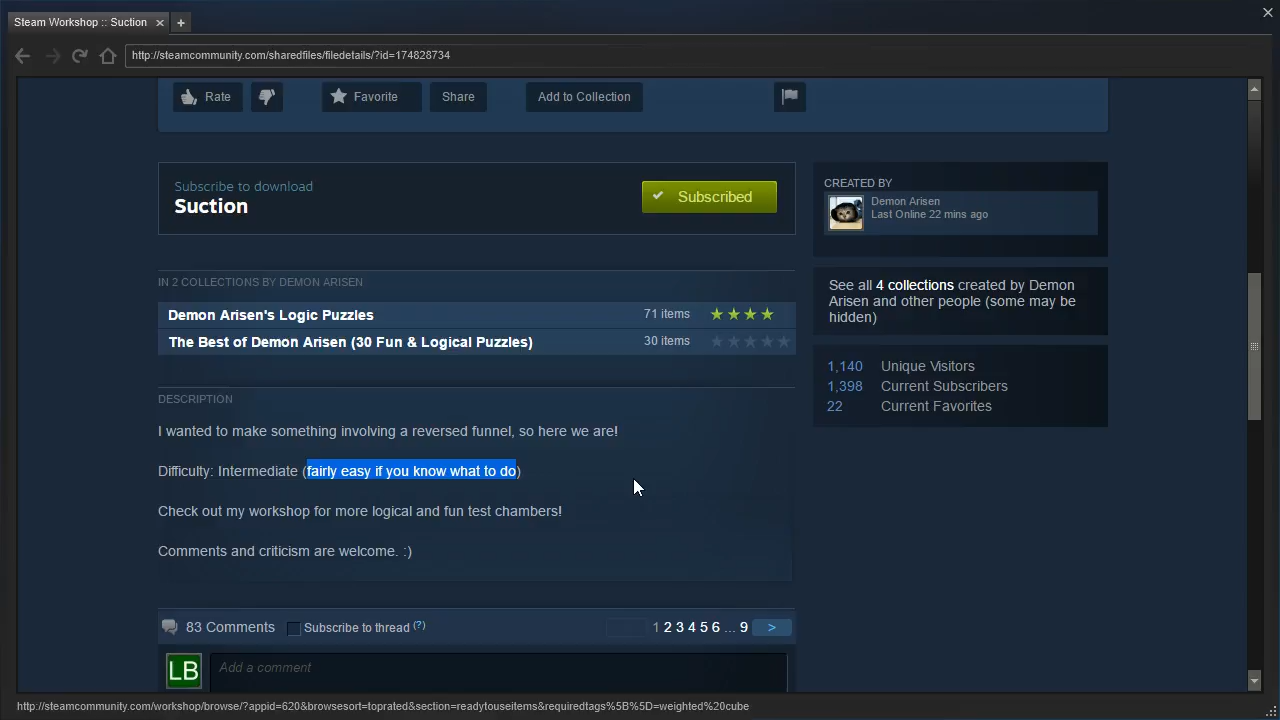 Steam Workshop :: Suction
http://steamcommunity.com/sharedfiles/filedetails/?id=174828734
Rate
Favorite
Share
Add to Collection
Subscribe to download
Suction
Subscribed
CREATED BY
Demon Arisen
Last Online 22 mins ago
IN 2 COLLECTIONS BY DEMON ARISEN
Demon Arisen's Logic Puzzles 71 items
The Best of Demon Arisen (30 Fun & Logical Puzzles) 30 items
See all 4 collections created by Demon
Arisen and other people (some may be
hidden)
1,140 Unique Visitors
1,398 Current Subscribers
22 Current Favorites
DESCRIPTION
I wanted to make something involving a reversed funnel, so here we are!
Difficulty: Intermediate (fairly easy if you know what to do)
Check out my workshop for more logical and fun test chambers!
Comments and criticism are welcome. :)
83 Comments Subscribe to thread (?) 1 2 3 4 5 6 ... 9 >
LB Add a comment
http://steamcommunity.com/workshop/browse/?appid=620&browsesort=toprated&section=readytouseitems&requiredtags%5B%5D=weighted%20cube